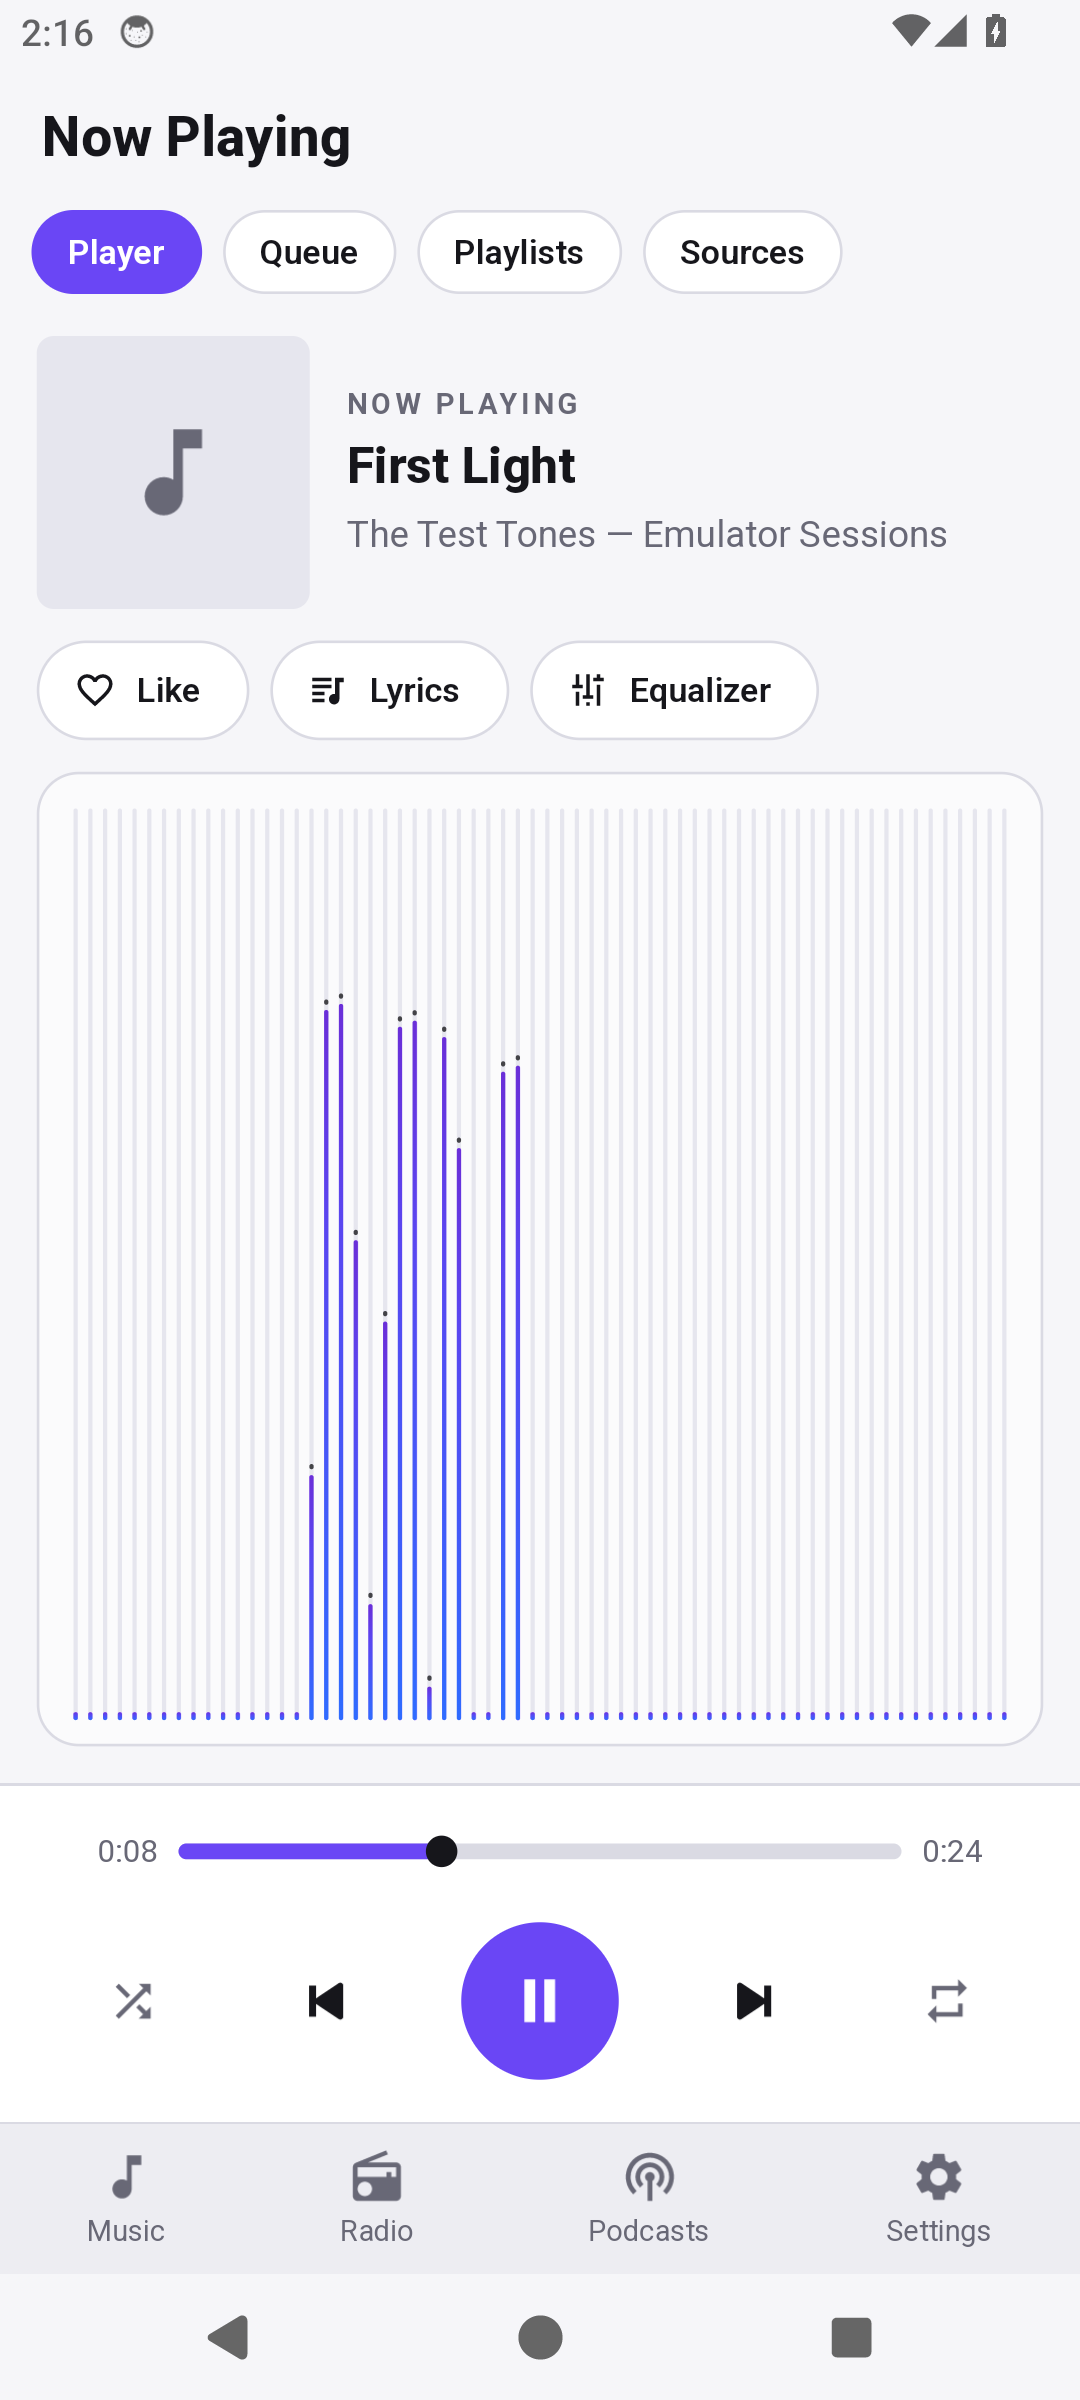 2:16
Now Playing
Player Queue Playlists Sources
NOW PLAYING
First Light
The Test Tones — Emulator Sessions
Like Lyrics Equalizer
0:08 0:24
Music Radio Podcasts Settings